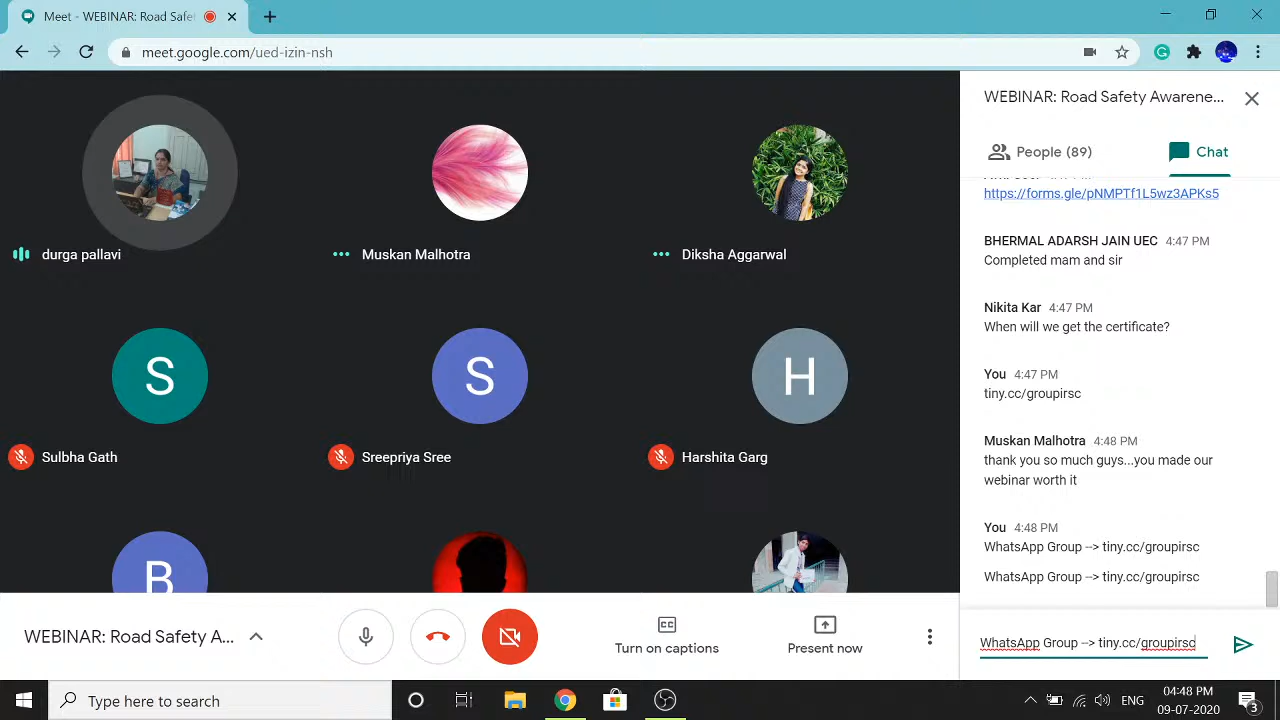 Meet - WEBINAR: Road Saf
meet.google.com/ued-izin-nsh
WEBINAR: Road Safety Awarene...
People (89)
Chat
https://forms.gle/pNMPTf1L5wz3APKs5
BHERMAL ADARSH JAIN UEC 4:47 PM
Completed mam and sir
Nikita Kar 4:47 PM
When will we get the certificate?
You 4:47 PM
tiny.cc/groupirsc
Muskan Malhotra 4:48 PM
thank you so much guys...you made our
webinar worth it
You 4:48 PM
WhatsApp Group --> tiny.cc/groupirsc
WhatsApp Group --> tiny.cc/groupirsc
WhatsApp Group --> tiny.cc/groupirsc
durga pallavi
Muskan Malhotra
Diksha Aggarwal
S
S
H
Sulbha Gath
Sreepriya Sree
Harshita Garg
B
WEBINAR: Road Safety A...
Turn on captions
Present now
Type here to search
ENG
04:48 PM
09-07-2020
3